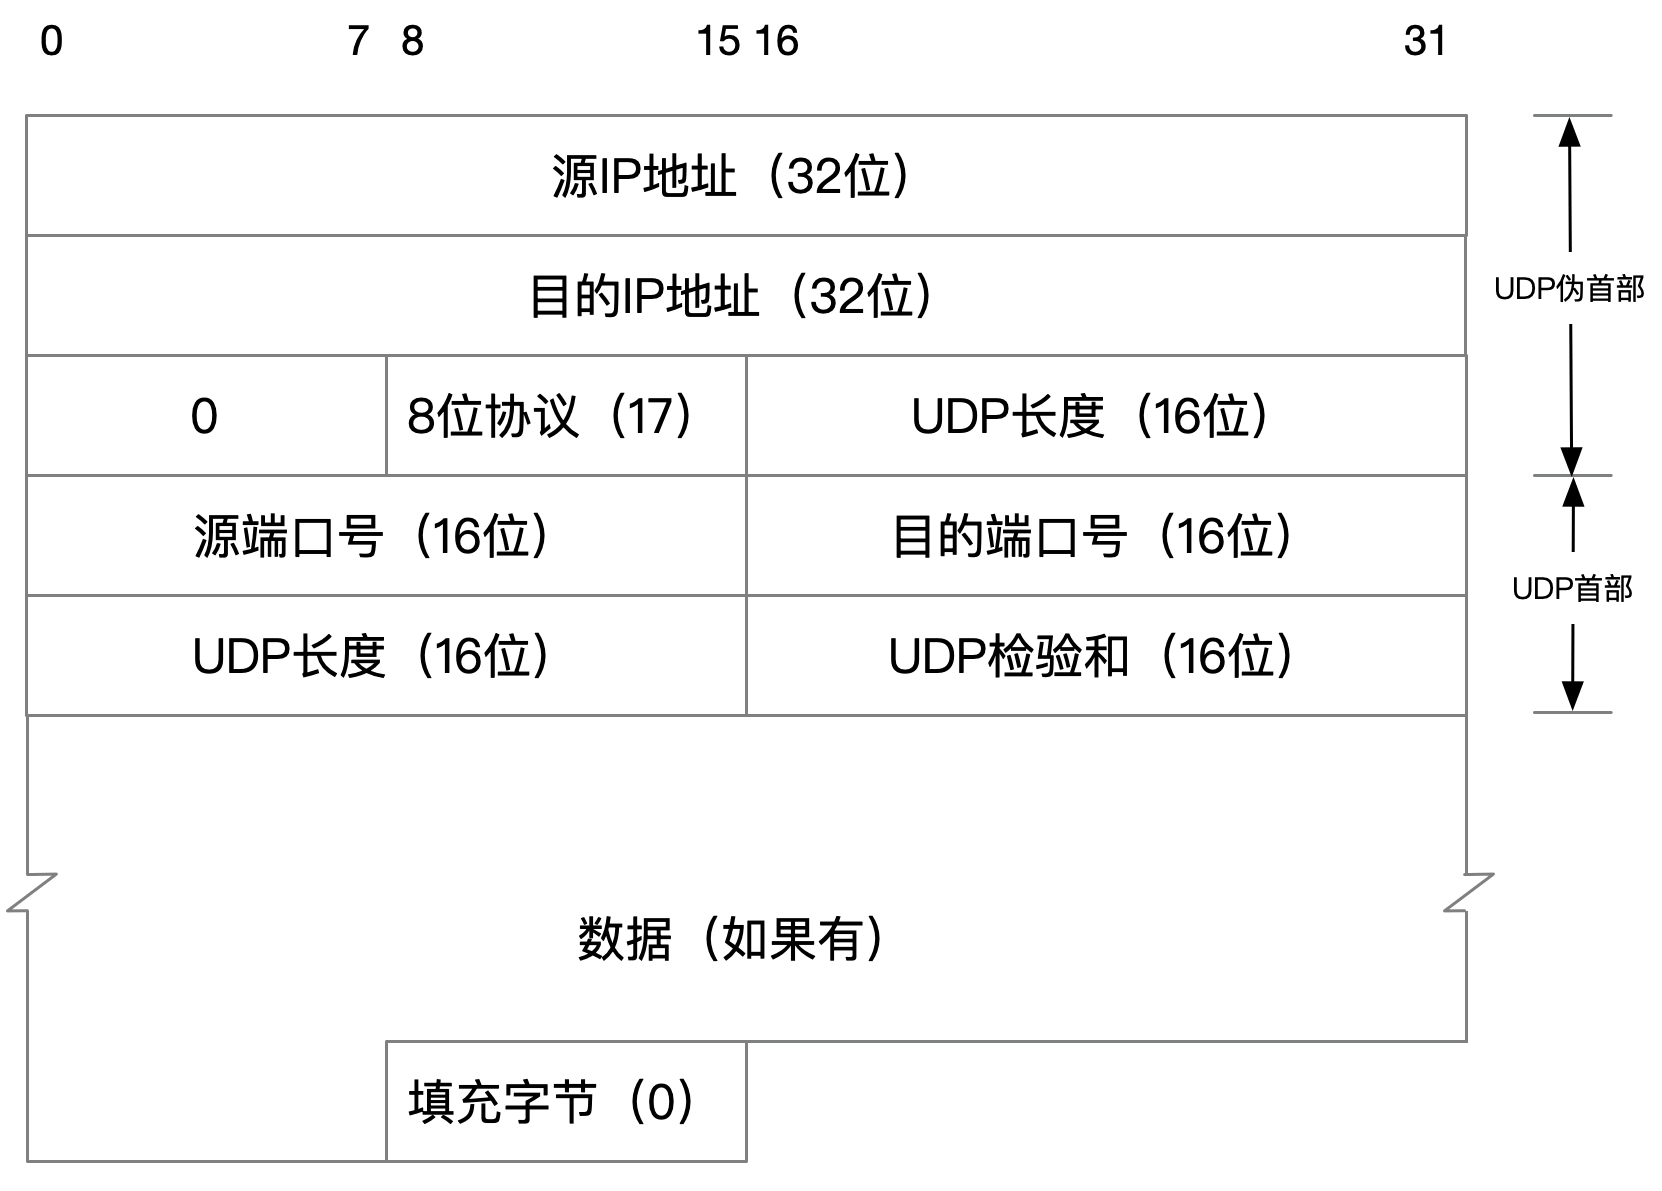 0 7 8 15 16 31
源IP地址（32位）
目的IP地址（32位）
UDP伪首部
0 8位协议（17） UDP长度（16位）
源端口号（16位） 目的端口号（16位）
UDP首部
UDP长度（16位） UDP检验和（16位）
数据（如果有）
填充字节（0）